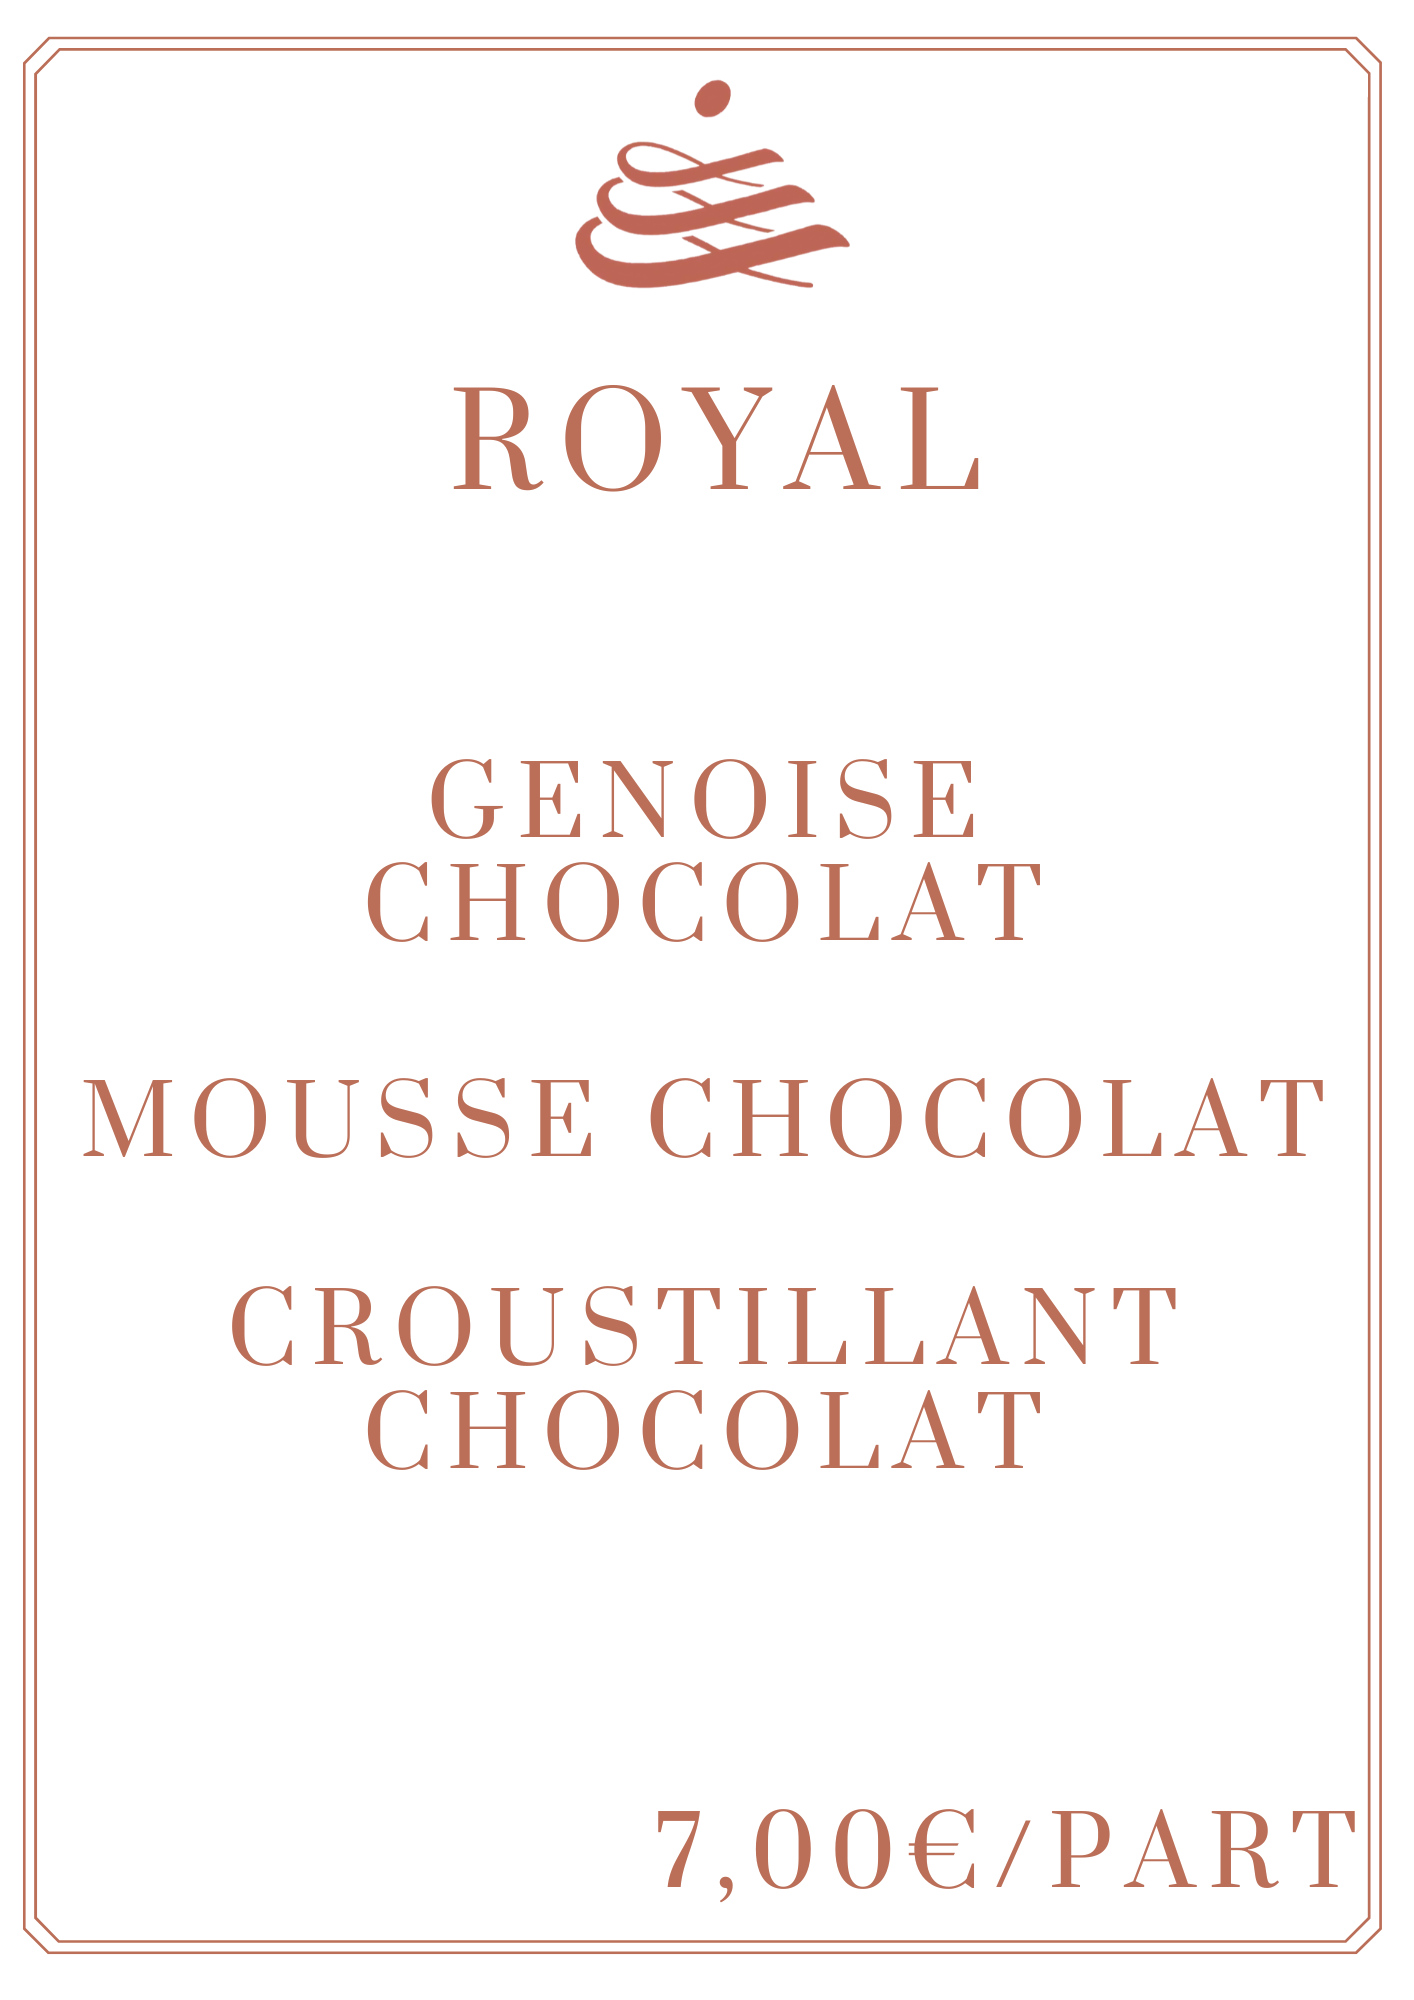 ROYAL
GENOISE
CHOCOLAT
MOUSSE CHOCOLAT
CROUSTILLANT
CHOCOLAT
7,00€/PART